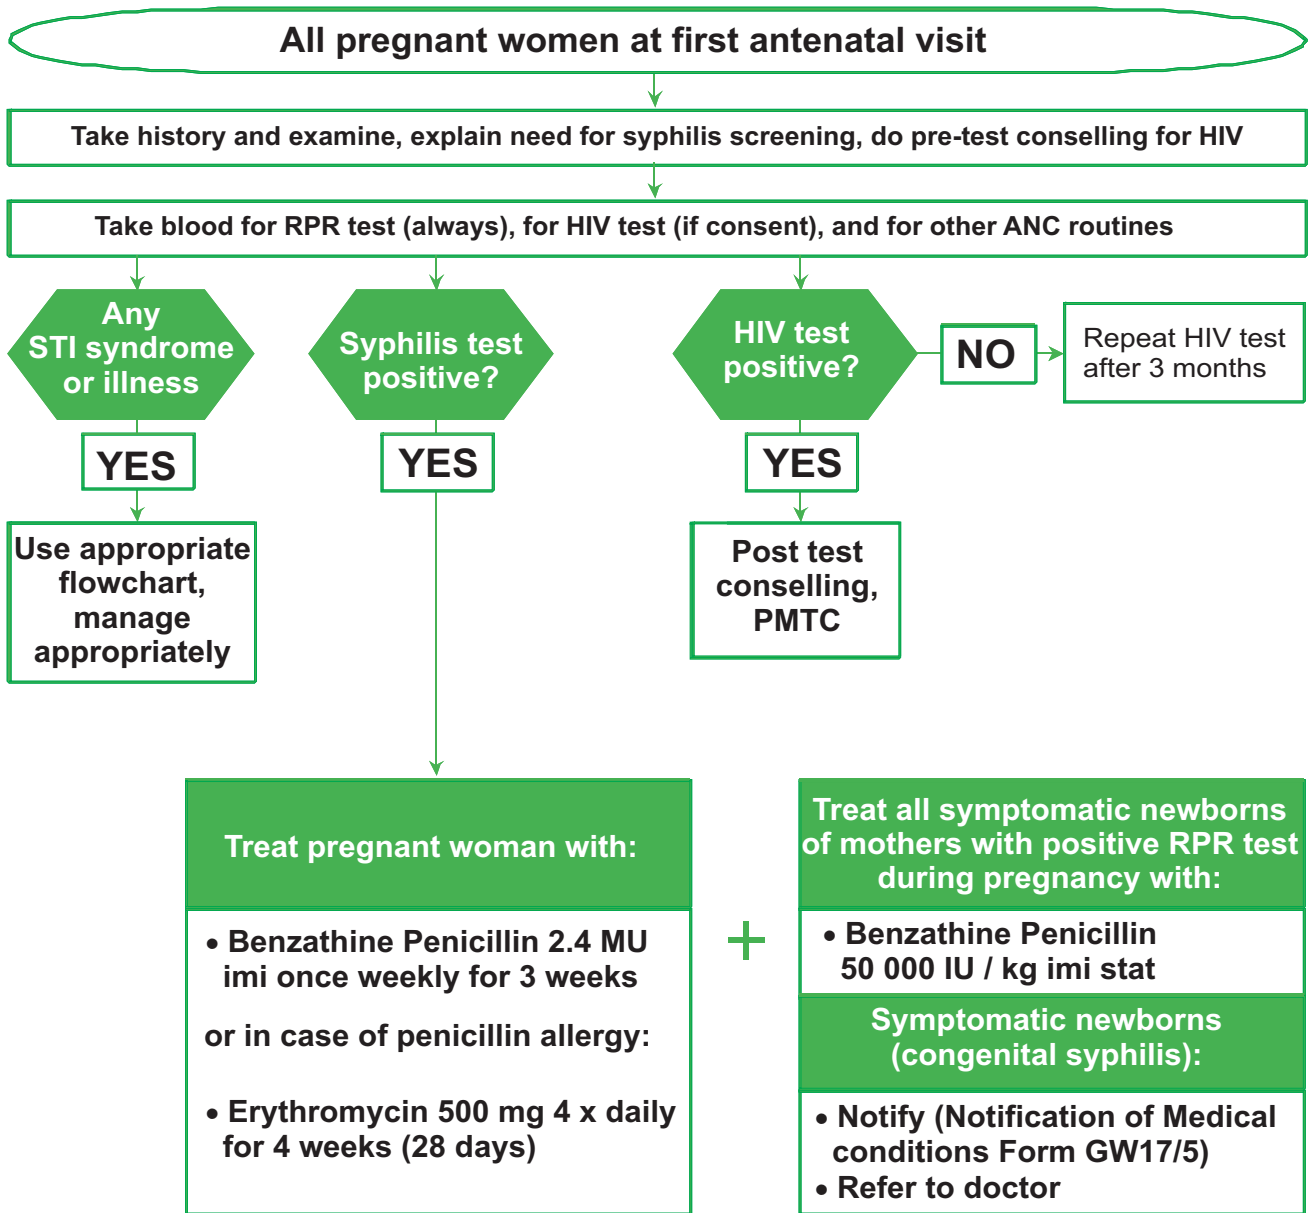 All pregnant women at first antenatal visit
Take history and examine, explain need for syphilis screening, do pre-test conselling for HIV
Take blood for RPR test (always), for HIV test (if consent), and for other ANC routines
Any
STI syndrome
or illness
YES
Use appropriate
flowchart,
manage
appropriately
Syphilis test
positive?
YES
HIV test
positive?
NO
Repeat HIV test
after 3 months
YES
Post test
conselling,
PMTC
Treat pregnant woman with:
• Benzathine Penicillin 2.4 MU
imi once weekly for 3 weeks
or in case of penicillin allergy:
• Erythromycin 500 mg 4 x daily
for 4 weeks (28 days)
+
Treat all symptomatic newborns
of mothers with positive RPR test
during pregnancy with:
• Benzathine Penicillin
50 000 IU / kg imi stat
Symptomatic newborns
(congenital syphilis):
• Notify (Notification of Medical
conditions Form GW17/5)
• Refer to doctor